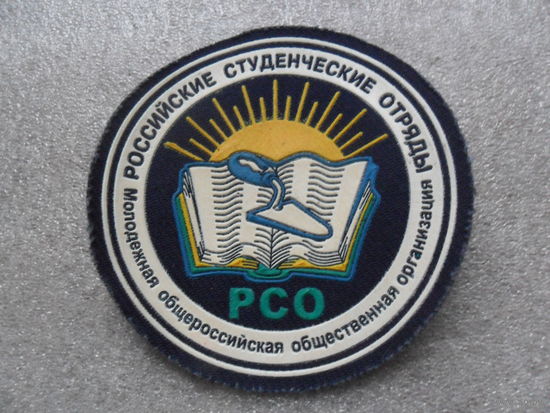 РОССИЙСКИЕ СТУДЕНЧЕСКИЕ ОТРЯДЫ
Молодежная общероссийская общественная организация
РСО